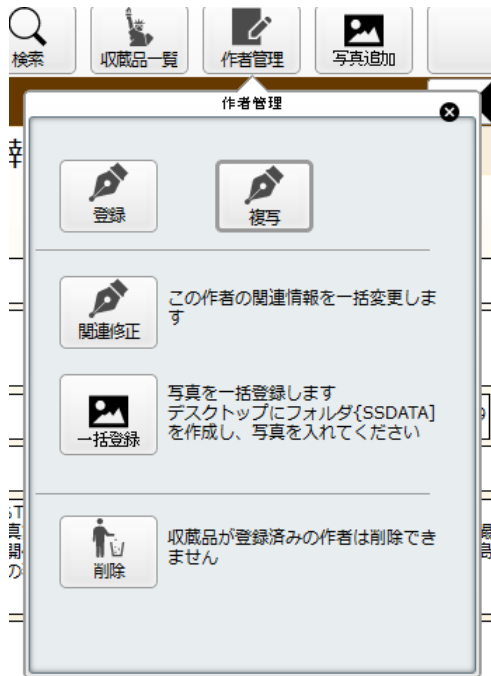 検索
収蔵品一覧
作者管理
写真追加
作者管理
登録
複写
関連修正
この作者の関連情報を一括変更しま
す
一括登録
写真を一括登録します
デスクトップにフォルダ{SSDATA]
を作成し、写真を入れてください
削除
収蔵品が登録済みの作者は削除でき
ません